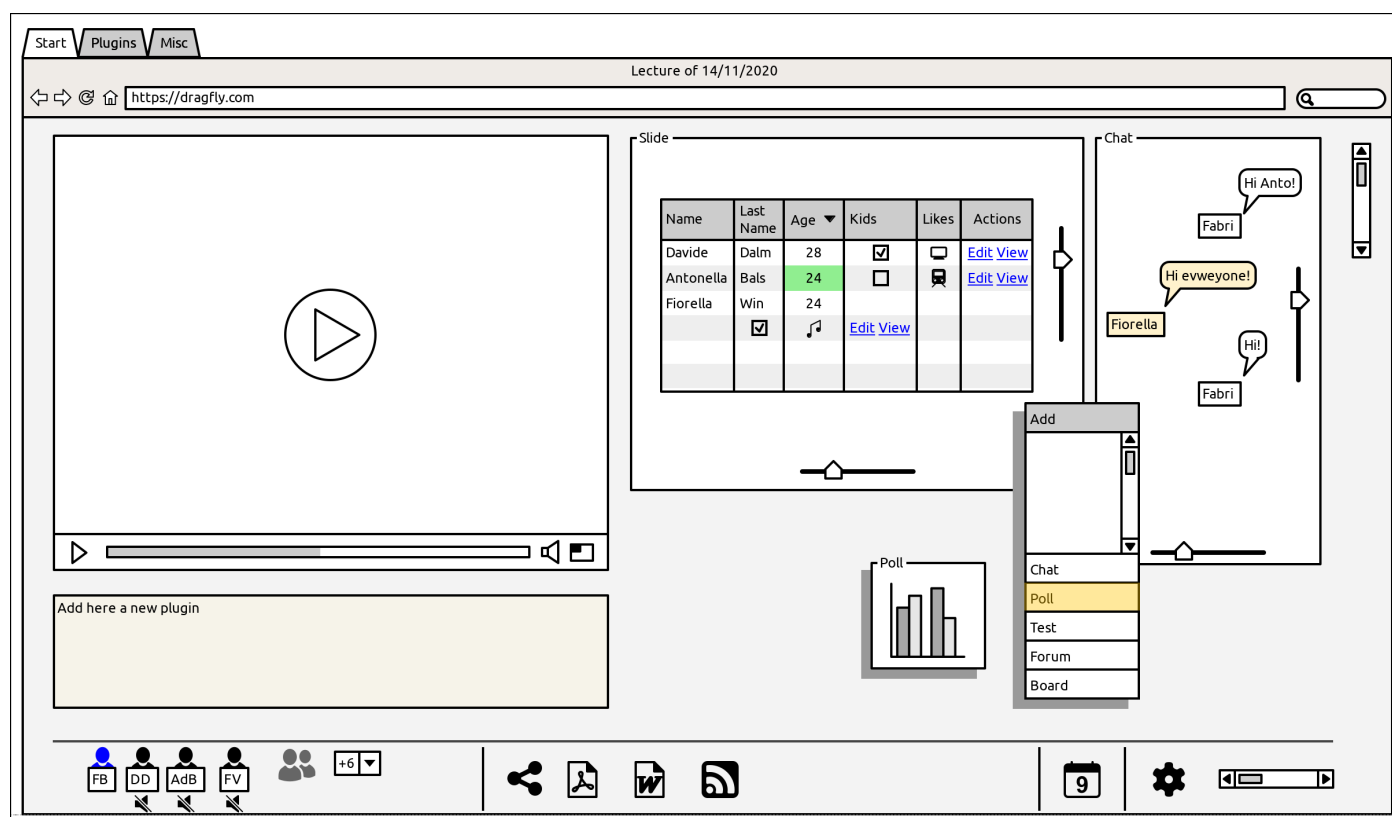 Start Plugins Misc
Lecture of 14/11/2020
https://dragfly.com
Slide
Name Last Name Age Kids Likes Actions
Davide Dalm 28 Edit View
Antonella Bals 24 Edit View
Fiorella Win 24
Edit View
Chat
Hi Anto!
Fabri
Hi evweyone!
Fiorella
Hi!
Fabri
Add
Chat
Poll
Test
Forum
Board
Poll
Add here a new plugin
FB DD AdB FV
+6
W
9